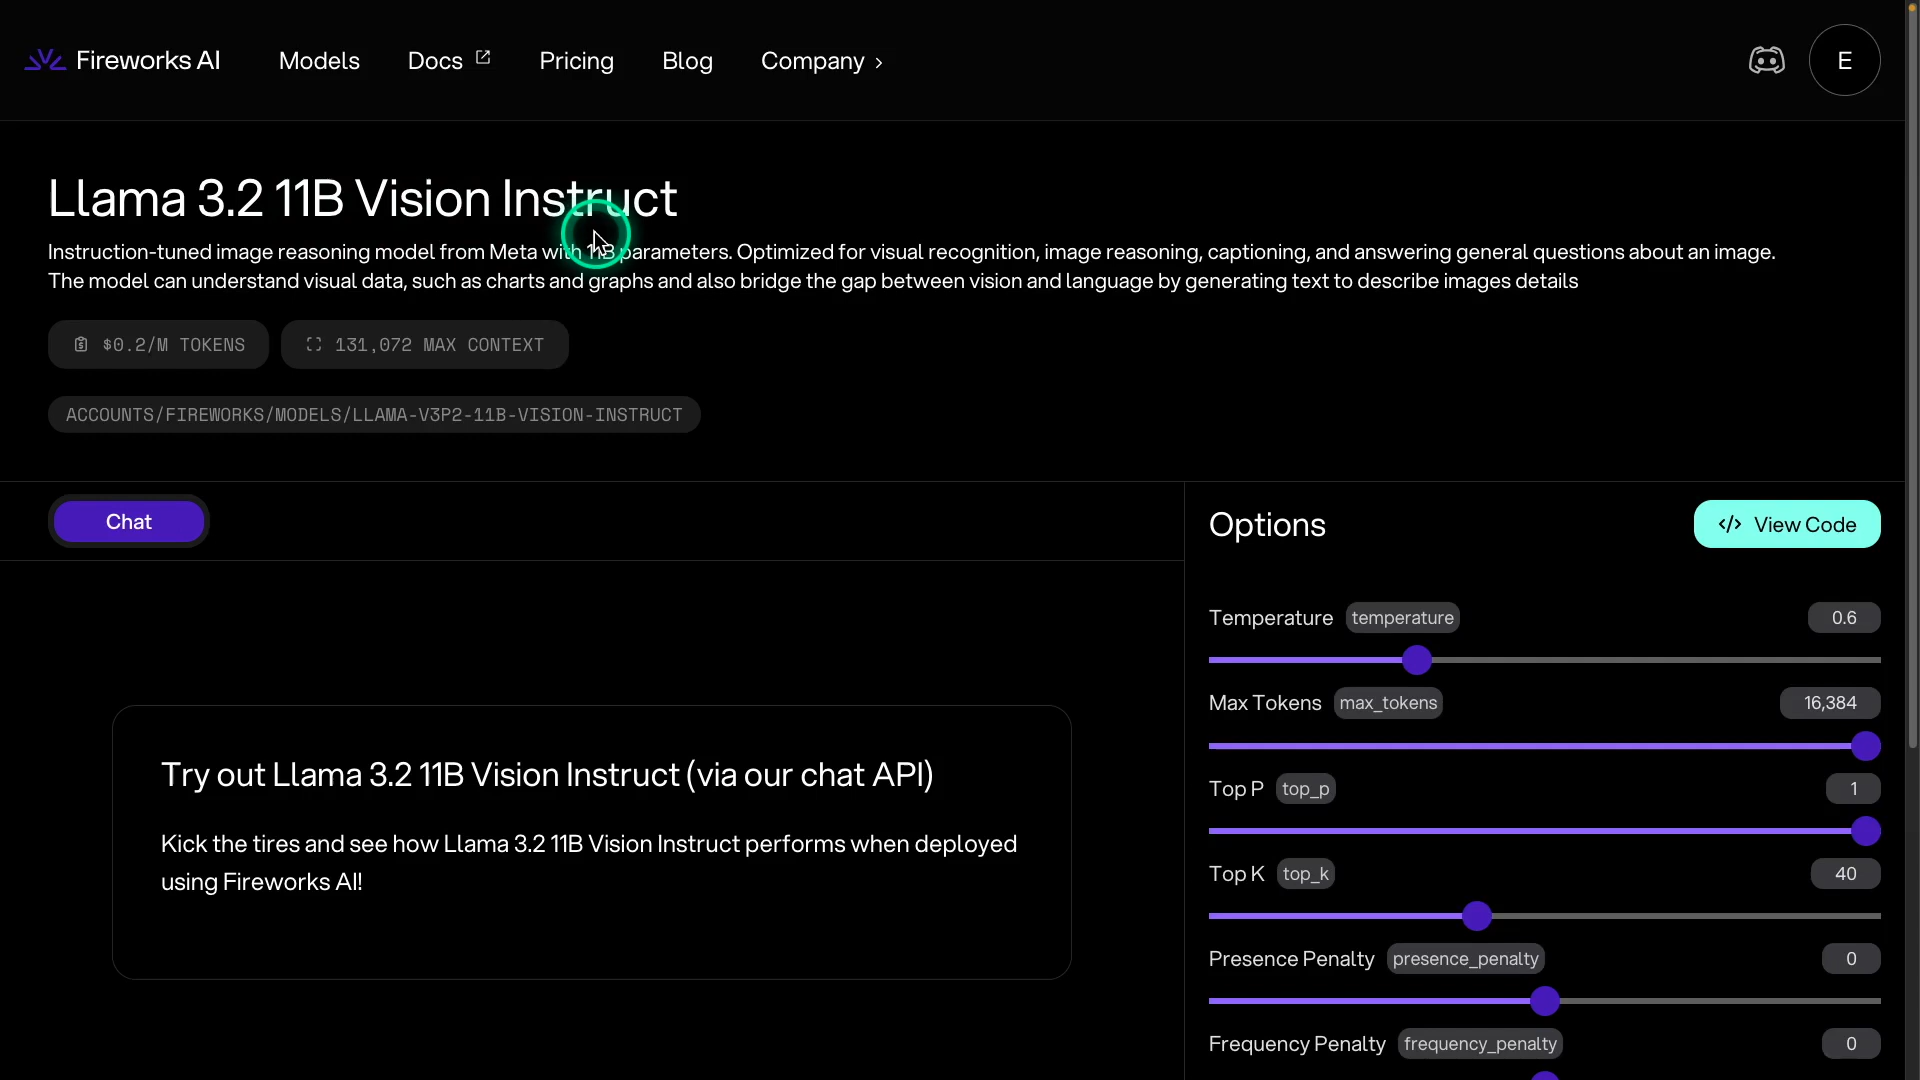 Fireworks AI Models Docs Pricing Blog Company E
Llama 3.2 11B Vision Instruct
Instruction-tuned image reasoning model from Meta with 11B parameters. Optimized for visual recognition, image reasoning, captioning, and answering general questions about an image.
The model can understand visual data, such as charts and graphs and also bridge the gap between vision and language by generating text to describe images details
$0.2/M TOKENS 131,072 MAX CONTEXT
ACCOUNTS/FIREWORKS/MODELS/LLAMA-V3P2-11B-VISION-INSTRUCT
Chat
Try out Llama 3.2 11B Vision Instruct (via our chat API)
Kick the tires and see how Llama 3.2 11B Vision Instruct performs when deployed
using Fireworks AI!
Options </> View Code
Temperature temperature 0.6
Max Tokens max_tokens 16,384
Top P top_p 1
Top K top_k 40
Presence Penalty presence_penalty 0
Frequency Penalty frequency_penalty 0